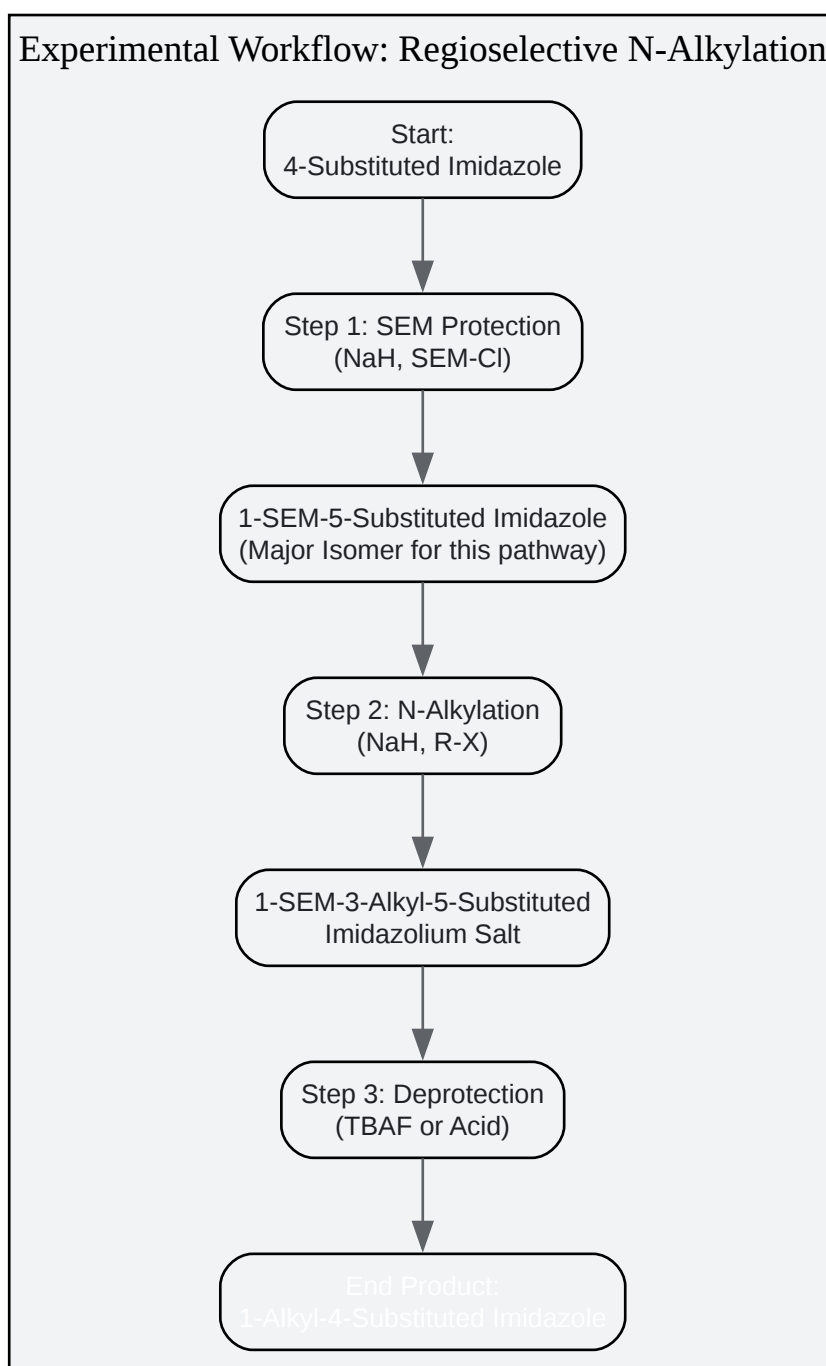 Experimental Workflow: Regioselective N-Alkylation
Start:
4-Substituted Imidazole
Step 1: SEM Protection
(NaH, SEM-Cl)
1-SEM-5-Substituted Imidazole
(Major Isomer for this pathway)
Step 2: N-Alkylation
(NaH, R-X)
1-SEM-3-Alkyl-5-Substituted
Imidazolium Salt
Step 3: Deprotection
(TBAF or Acid)
End Product:
1-Alkyl-4-Substituted Imidazole